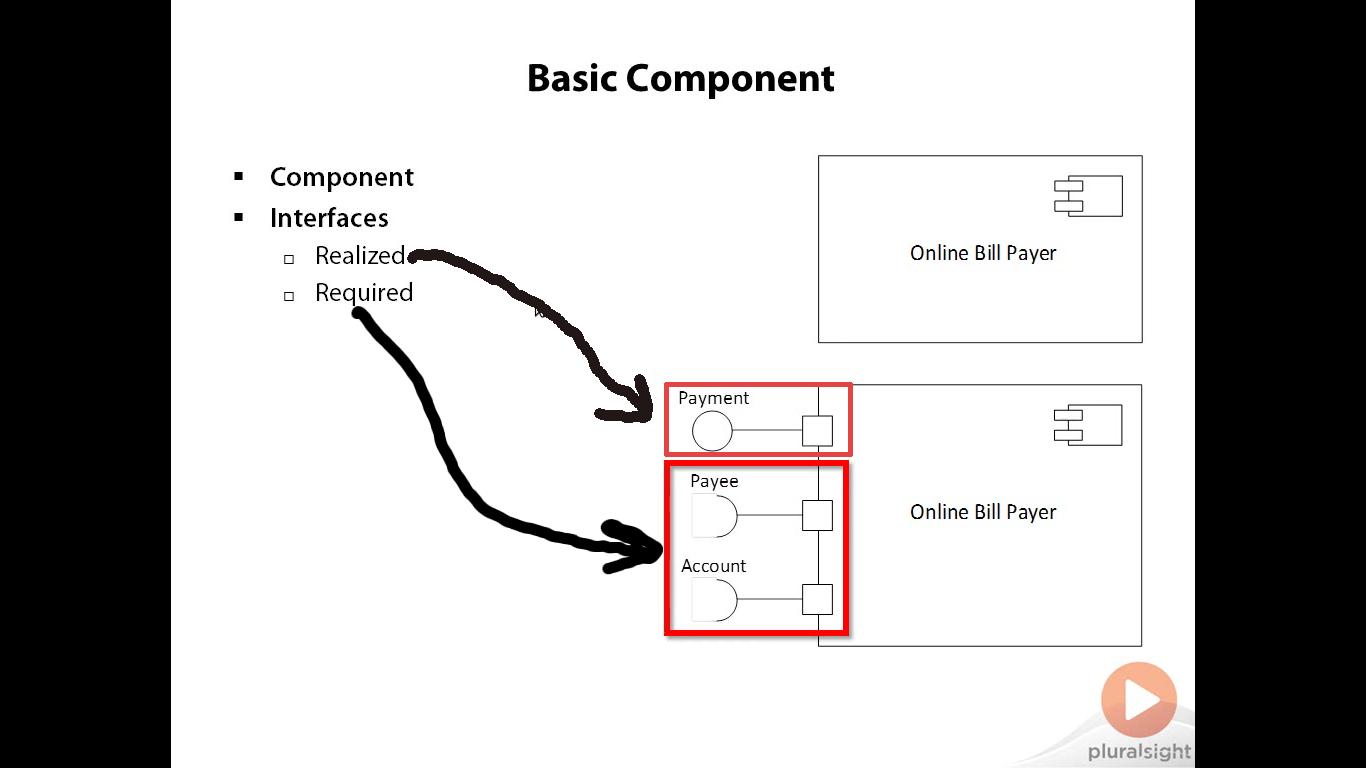 Basic Component
Component
Interfaces
Realized
Required
Online Bill Payer
Payment
Payee
Account
Online Bill Payer
pluralsight